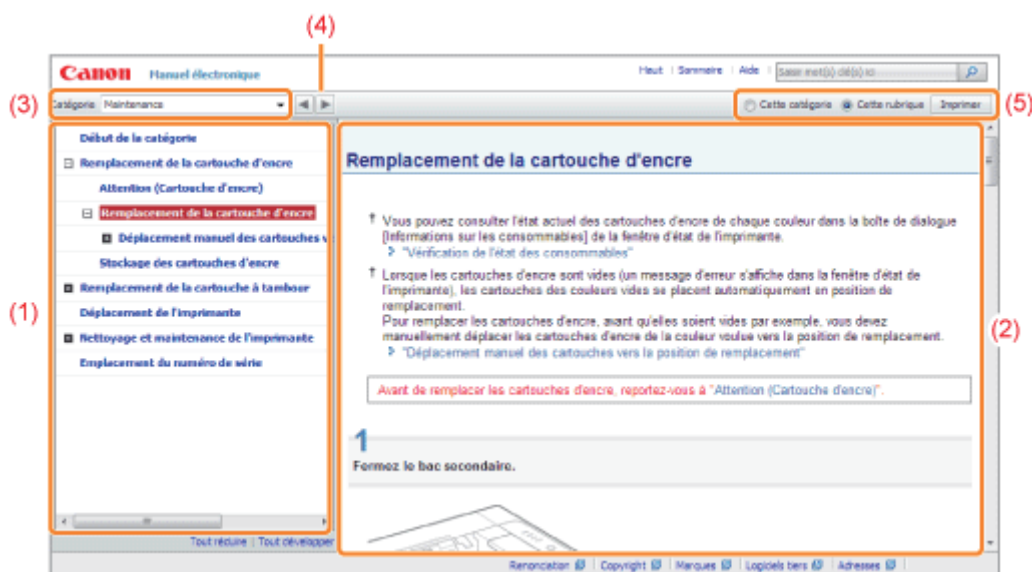 (4)
Canon Manuel électronique
Haut Sommaire Aide Saisir mot(s) clé(s) ici
(3)
Catégorie Maintenance
Cette catégorie Cette rubrique Imprimer
(5)
Début de la catégorie
Remplacement de la cartouche d'encre
Attention (Cartouche d'encre)
Remplacement de la cartouche d'encre
Déplacement manuel des cartouches v
Stockage des cartouches d'encre
Remplacement de la cartouche à tambour
Déplacement de l'imprimante
Nettoyage et maintenance de l'imprimante
Emplacement du numéro de série
(1)
Tout réduire Tout développer
Remplacement de la cartouche d'encre
† Vous pouvez consulter l'état actuel des cartouches d'encre de chaque couleur dans la boîte de dialogue
[Informations sur les consommables] de la fenêtre d'état de l'imprimante.
"Vérification de l'état des consommables"
† Lorsque les cartouches d'encre sont vides (un message d'erreur s'affiche dans la fenêtre d'état de
l'imprimante), les cartouches des couleurs vides se placent automatiquement en position de
remplacement.
Pour remplacer les cartouches d'encre, avant qu'elles soient vides par exemple, vous devez
manuellement déplacer les cartouches d'encre de la couleur voulue vers la position de remplacement.
"Déplacement manuel des cartouches vers la position de remplacement"
(2)
Avant de remplacer les cartouches d'encre, reportez-vous à "Attention (Cartouche d'encre)".
1
Fermez le bac secondaire.
Renonciation Copyright Marques Logiciels tiers Adresses